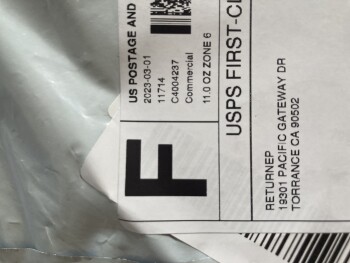 US POSTAGE AND
2023-03-01
11714
C4004237
Commercial
11.0 OZ ZONE 6
F
USPS FIRST-CL
RETURNEP
19301 PACIFIC GATEWAY DR
TORRANCE CA 90502